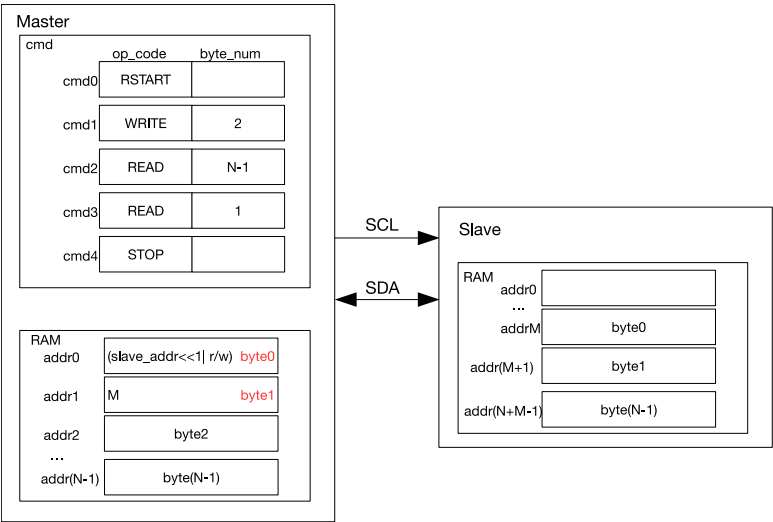 Master
cmd
op_code byte_num
cmd0 RSTART
cmd1 WRITE 2
cmd2 READ N-1
cmd3 READ 1
cmd4 STOP
RAM
addr0 (slave_addr<<1| r/w) byte0
addr1 M byte1
addr2 byte2
...
addr(N-1) byte(N-1)
SCL
SDA
Slave
RAM
addr0
...
addrM byte0
addr(M+1) byte1
addr(N+M-1) byte(N-1)